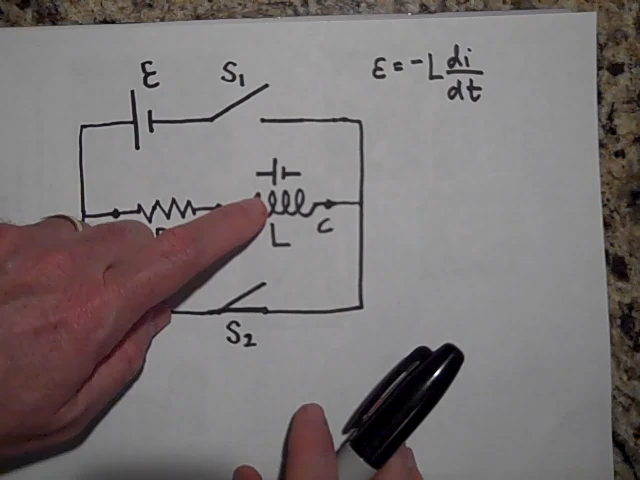 ε
S₁
ε = -L di/dt
L
c
S₂